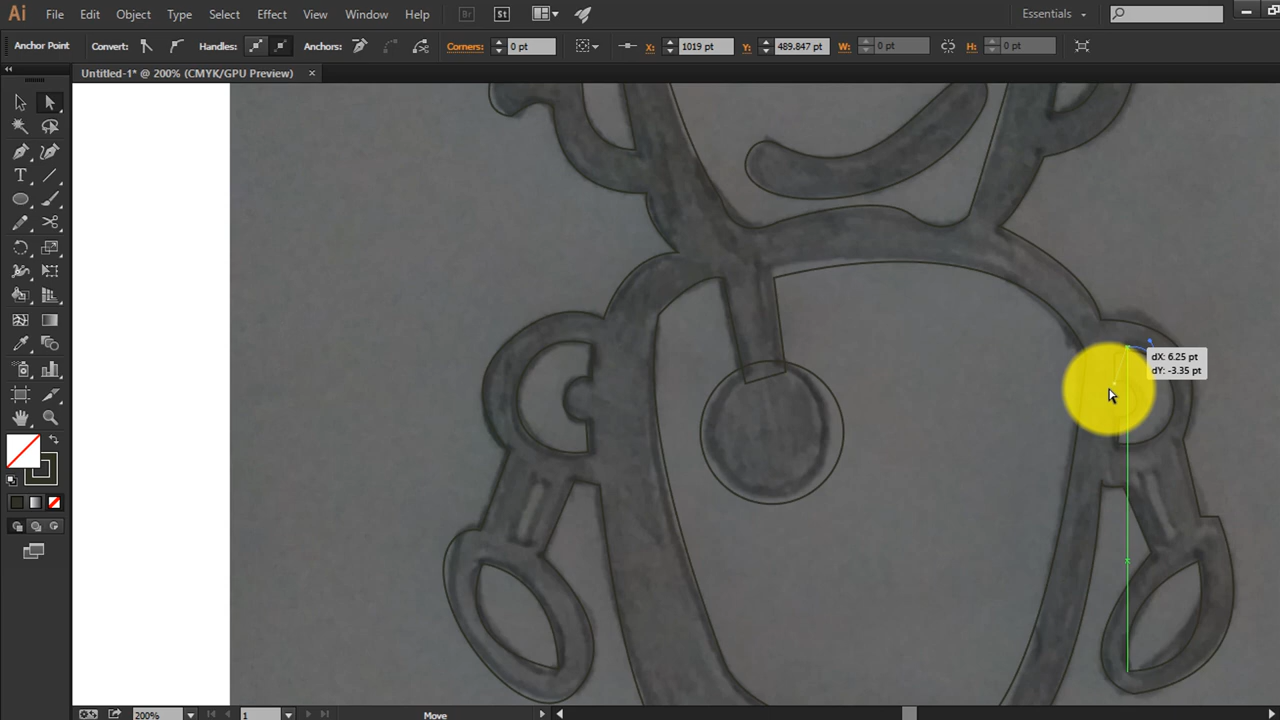 Ai File Edit Object Type Select Effect View Window Help Br St Essentials
Anchor Point Convert: Handles: Anchors: Corners: 0 pt X: 1019 pt Y: 489.847 pt W: 0 pt H: 0 pt
Untitled-1* @ 200% (CMYK/GPU Preview) ×
dX: 6.25 pt
dY: -3.35 pt
200% 1 Move